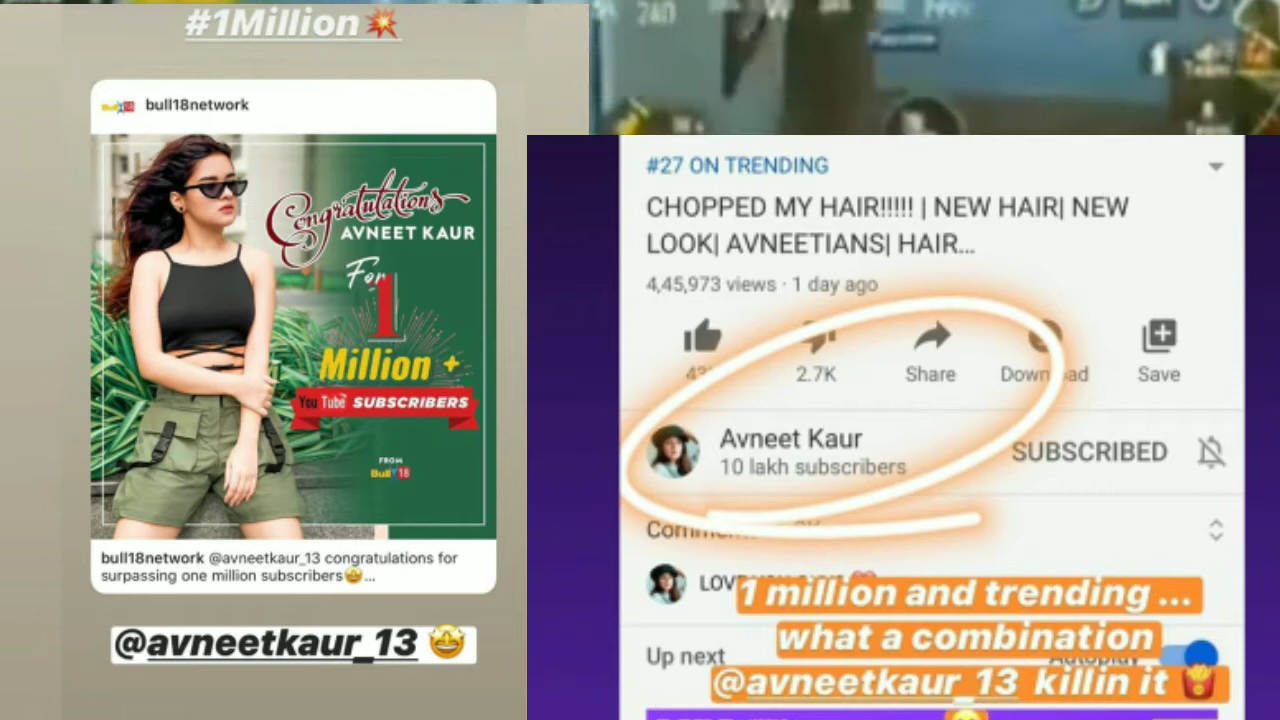 #1Million💥
bull18network
Congratulations
AVNEET KAUR
For
1
Million +
YouTube SUBSCRIBERS
FROM
Bull18
bull18network @avneetkaur_13 congratulations for
surpassing one million subscribers🤩...
@avneetkaur_13 🤩
#27 ON TRENDING
CHOPPED MY HAIR!!!!! | NEW HAIR| NEW
LOOK| AVNEETIANS| HAIR...
4,45,973 views · 1 day ago
2.7K Share Download Save
Avneet Kaur
10 lakh subscribers
SUBSCRIBED
1 million and trending ...
what a combination
@avneetkaur_13 killin it 🍟
Up next Autoplay